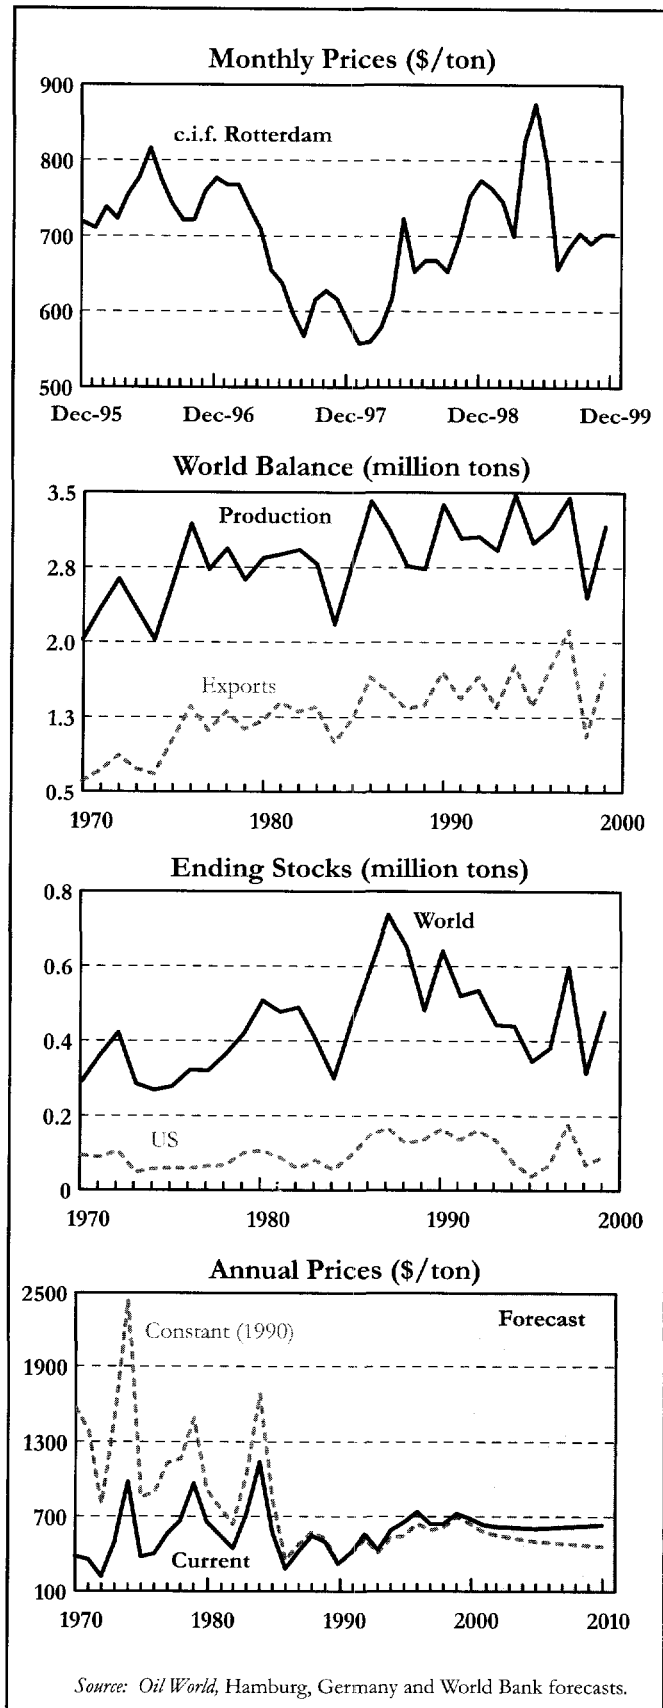 Monthly Prices ($/ton)
900
c.i.f. Rotterdam
800
700
600
500
Dec-95 Dec-96 Dec-97 Dec-98 Dec-99
World Balance (million tons)
3.5
Production
2.8
2.0
Exports
1.3
0.5
1970 1980 1990 2000
Ending Stocks (million tons)
0.8
World
0.6
0.4
0.2
US
0
1970 1980 1990 2000
Annual Prices ($/ton)
2500
Forecast
Constant (1990)
1900
1300
700
Current
100
1970 1980 1990 2000 2010
Source: Oil World, Hamburg, Germany and World Bank forecasts.